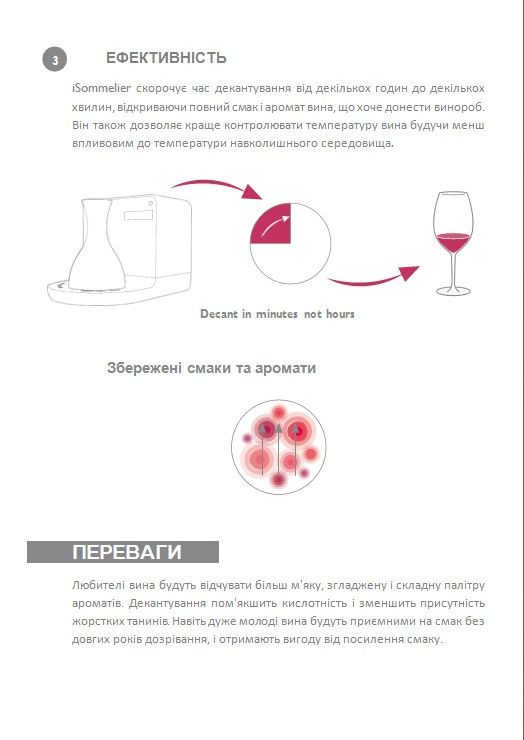 3 ЕФЕКТИВНІСТЬ
iSommelier скорочує час декантування від декількох годин до декількох
хвилин, відкриваючи повний смак і аромат вина, що хоче донести винороб.
Він також дозволяє краще контролювати температуру вина будучи менш
впливовим до температури навколишнього середовища.
Decant in minutes not hours
Збережені смаки та аромати
ПЕРЕВАГИ
Любителі вина будуть відчувати більш м'яку, згладжену і складну палітру
ароматів. Декантування пом'якшить кислотність і зменшить присутність
жорстких танинів. Навіть дуже молоді вина будуть приємними на смак без
довгих років дозрівання, і отримають вигоду від посилення смаку.